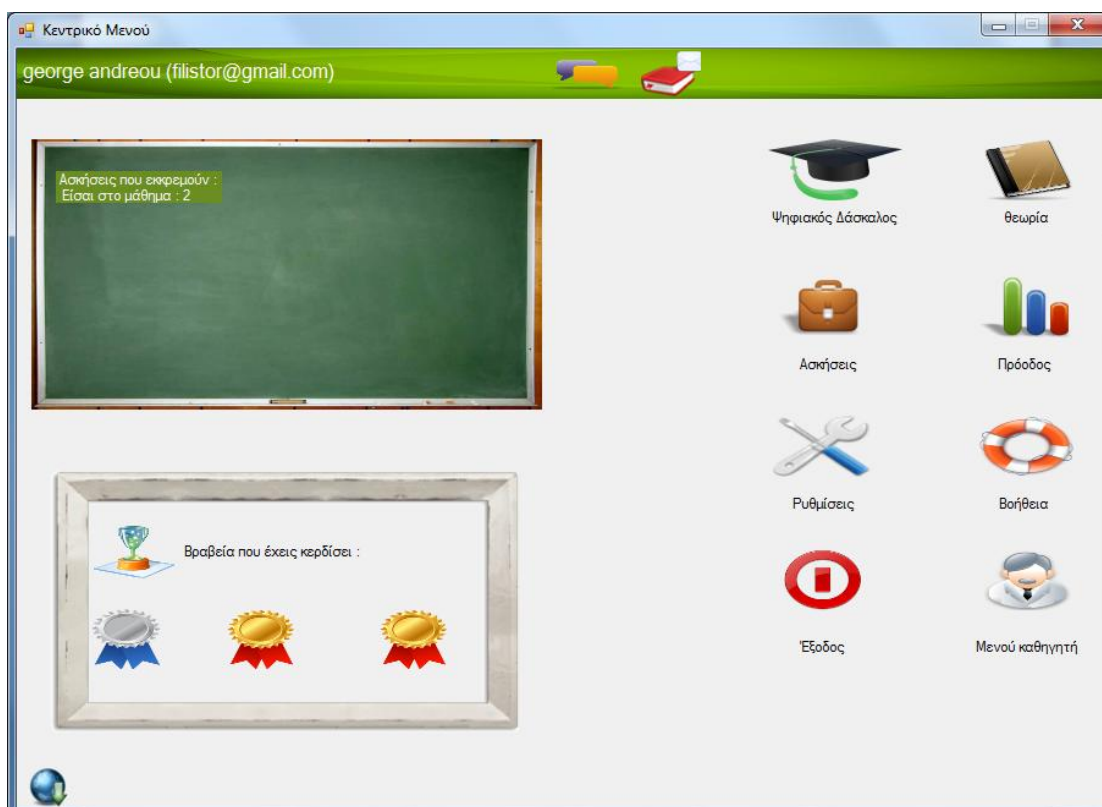 Κεντρικό Μενού
george andreou (filistor@gmail.com)
Ασκήσεις που εκκρεμούν :
Είσαι στο μάθημα : 2
Ψηφιακός Δάσκαλος
θεωρία
Ασκήσεις
Πρόοδος
Ρυθμίσεις
Βοήθεια
Βραβεία που έχεις κερδίσει :
Έξοδος
Μενού καθηγητή